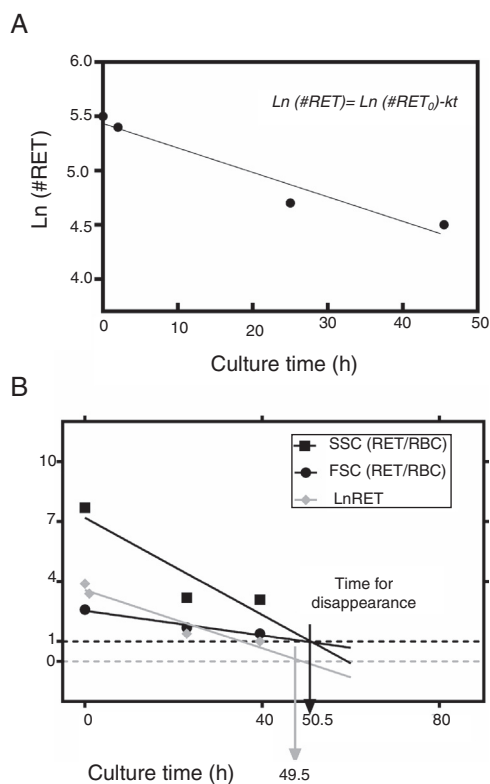 A
6.0
5.5
5.0
4.5
4.0
Ln (#RET)
Ln (#RET)= Ln (#RET₀)-kt
0 10 20 30 40 50
Culture time (h)
B
10
7
4
1
0
SSC (RET/RBC)
FSC (RET/RBC)
LnRET
Time for
disappearance
0 40 50.5 80
Culture time (h)
49.5